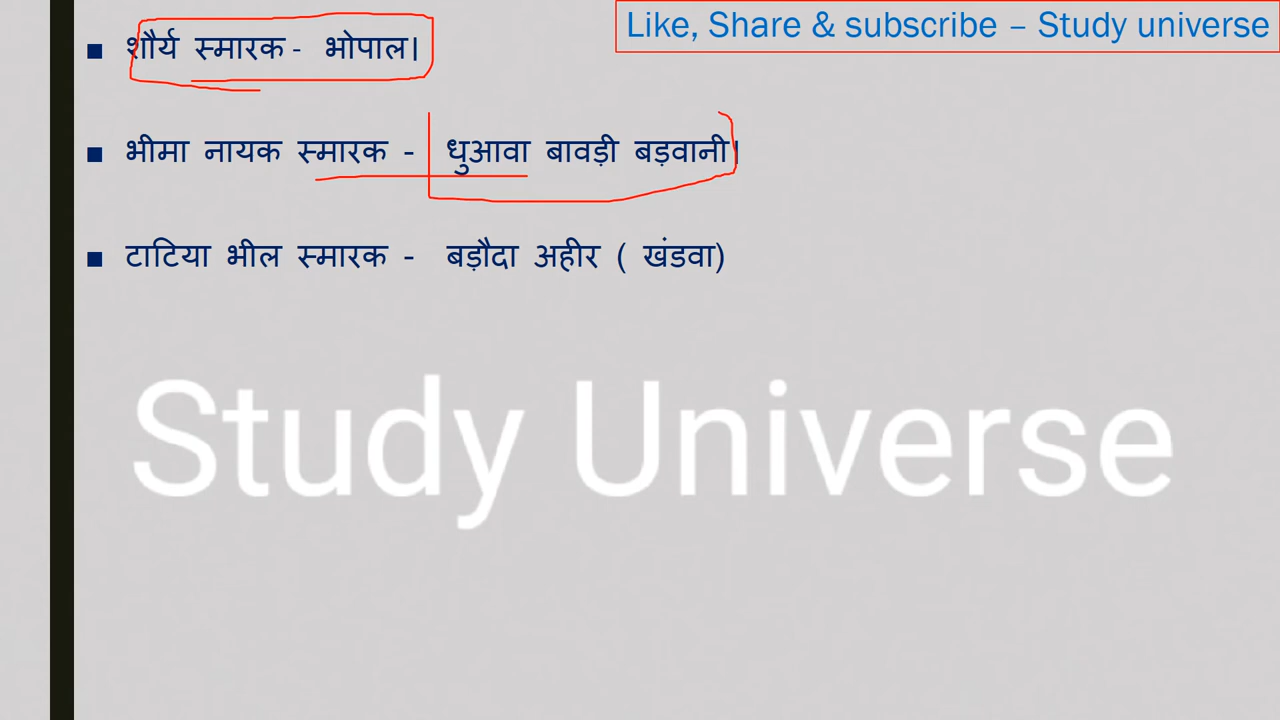 Like, Share & subscribe – Study universe
▪ शौर्य स्मारक - भोपाल।
▪ भीमा नायक स्मारक - धुआवा बावड़ी बड़वानी।
▪ टाटिया भील स्मारक - बड़ौदा अहीर ( खंडवा)
Study Universe